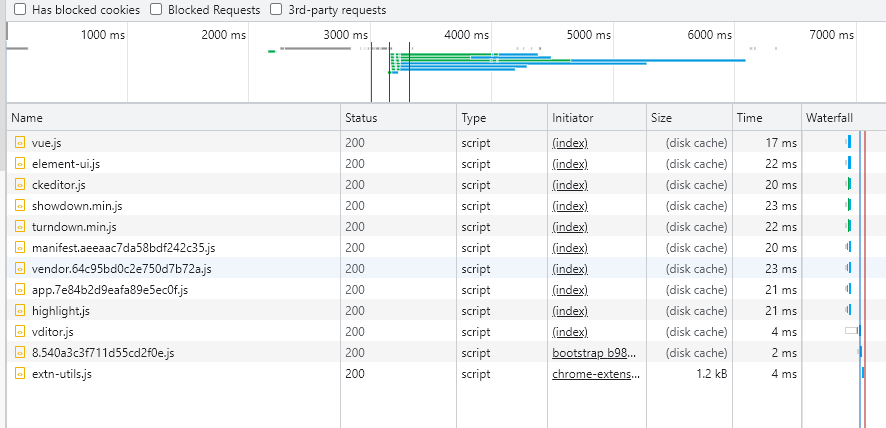 Has blocked cookies Blocked Requests 3rd-party requests
1000 ms 2000 ms 3000 ms 4000 ms 5000 ms 6000 ms 7000 ms
Name Status Type Initiator Size Time Waterfall
vue.js 200 script (index) (disk cache) 17 ms
element-ui.js 200 script (index) (disk cache) 22 ms
ckeditor.js 200 script (index) (disk cache) 20 ms
showdown.min.js 200 script (index) (disk cache) 23 ms
turndown.min.js 200 script (index) (disk cache) 22 ms
manifest.aeeaac7da58bdf242c35.js 200 script (index) (disk cache) 20 ms
vendor.64c95bd0c2e750d7b72a.js 200 script (index) (disk cache) 23 ms
app.7e84b2d9eafa89e5ec0f.js 200 script (index) (disk cache) 21 ms
highlight.js 200 script (index) (disk cache) 21 ms
vditor.js 200 script (index) (disk cache) 4 ms
8.540a3c3f711d55cd2f0e.js 200 script bootstrap b98... (disk cache) 2 ms
extn-utils.js 200 script chrome-extens... 1.2 kB 4 ms